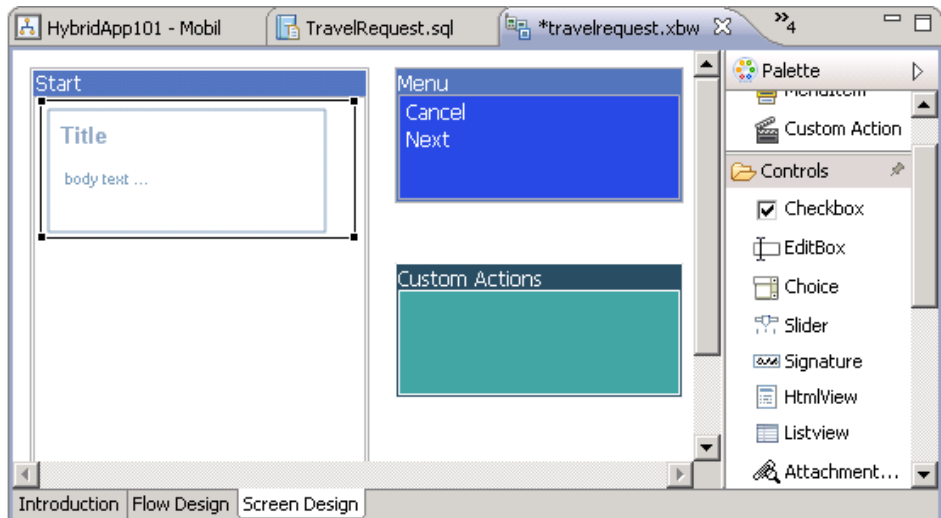 HybridApp101 - Mobil
TravelRequest.sql
*travelrequest.xbw
4
Start
Title
body text ...
Menu
Cancel
Next
Custom Actions
Palette
MenuItem
Custom Action
Controls
Checkbox
EditBox
Choice
Slider
Signature
HtmlView
Listview
Attachment...
Introduction
Flow Design
Screen Design